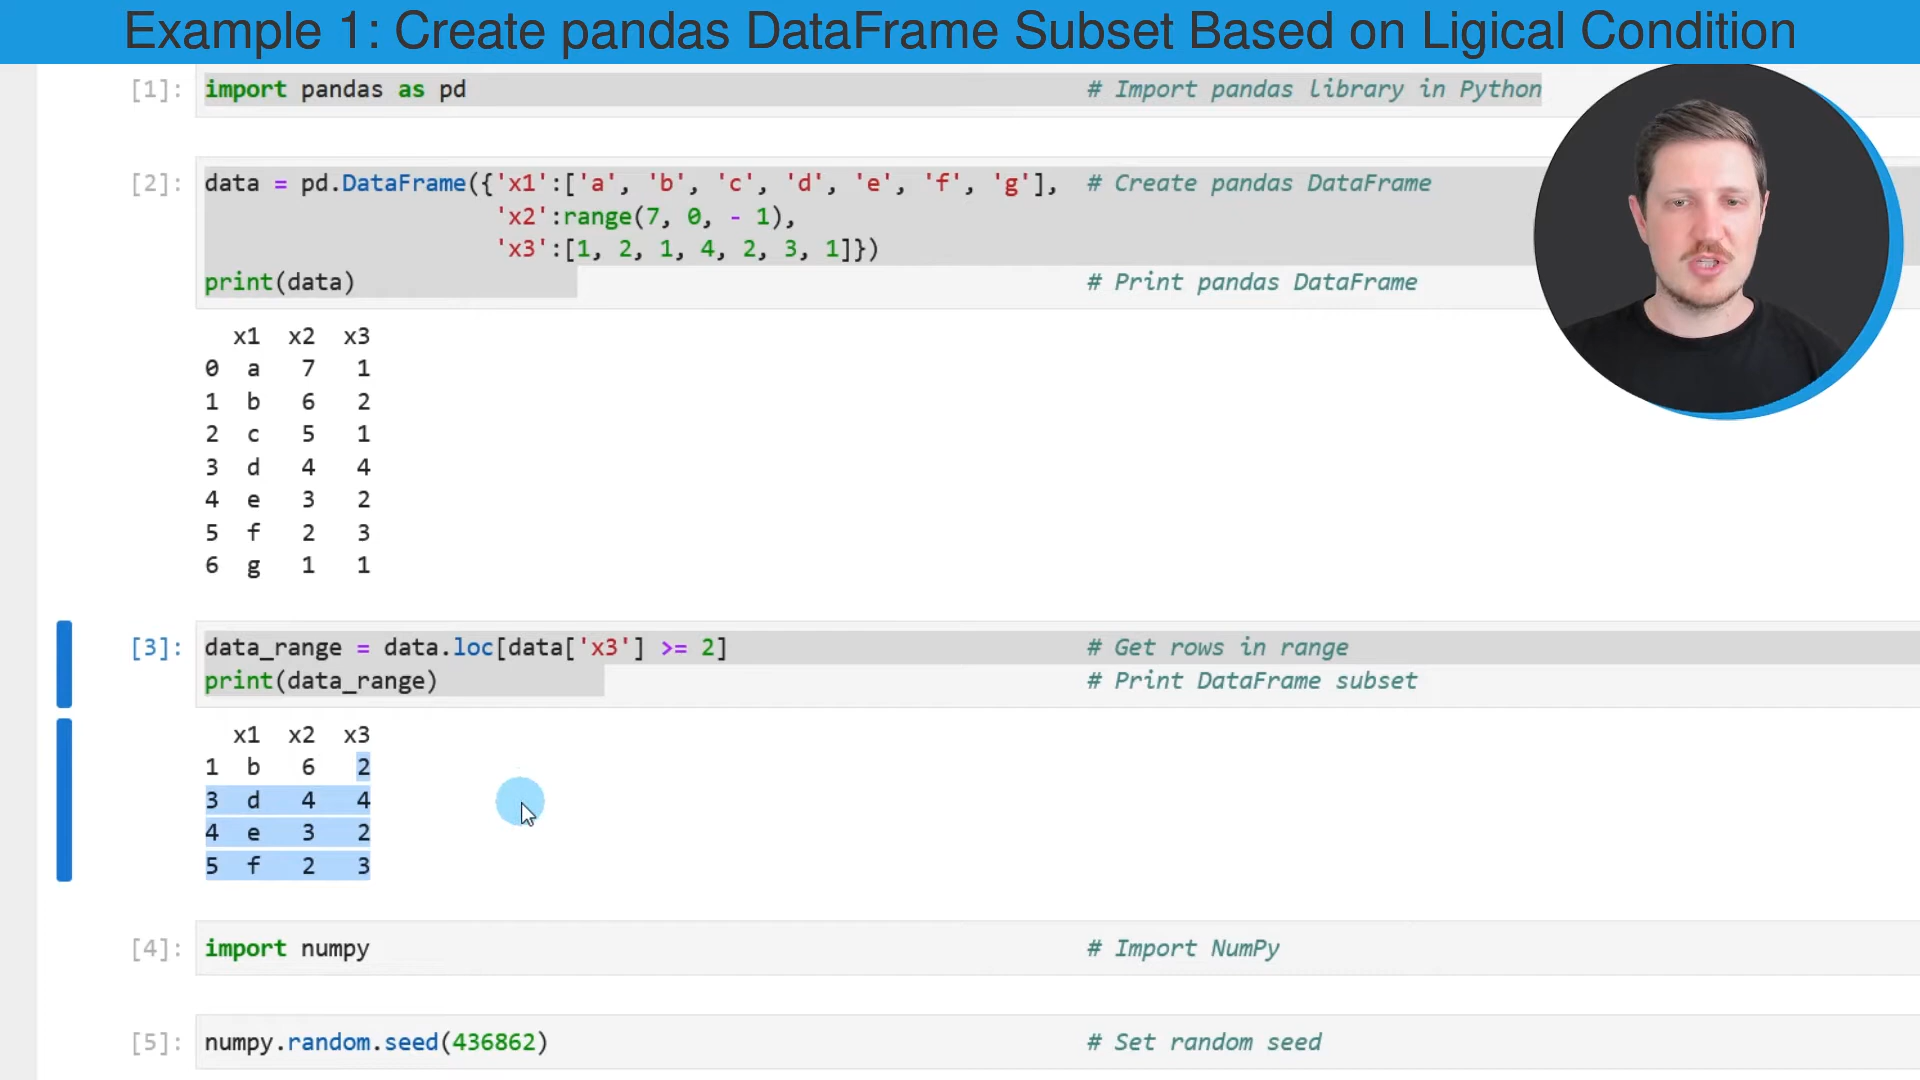 Example 1: Create pandas DataFrame Subset Based on Ligical Condition
[1]: import pandas as pd # Import pandas library in Python
[2]: data = pd.DataFrame({'x1':['a', 'b', 'c', 'd', 'e', 'f', 'g'], # Create pandas DataFrame
'x2':range(7, 0, - 1),
'x3':[1, 2, 1, 4, 2, 3, 1]})
print(data) # Print pandas DataFrame
x1 x2 x3
0 a 7 1
1 b 6 2
2 c 5 1
3 d 4 4
4 e 3 2
5 f 2 3
6 g 1 1
[3]: data_range = data.loc[data['x3'] >= 2] # Get rows in range
print(data_range) # Print DataFrame subset
x1 x2 x3
1 b 6 2
3 d 4 4
4 e 3 2
5 f 2 3
[4]: import numpy # Import NumPy
[5]: numpy.random.seed(436862) # Set random seed